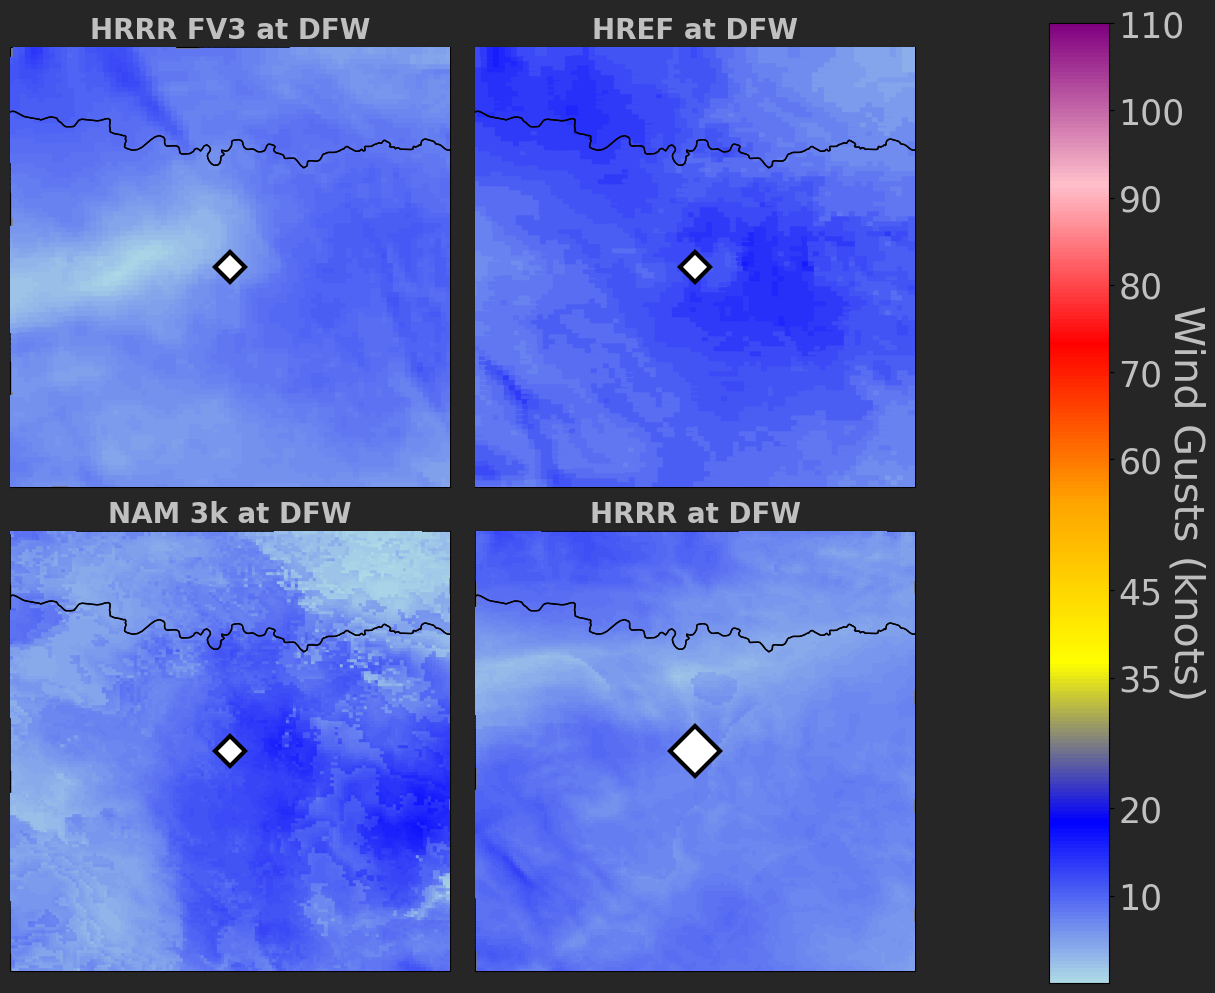 HRRR FV3 at DFW
HREF at DFW
NAM 3k at DFW
HRRR at DFW
110
100
90
80
70
60
45
35
20
10
Wind Gusts (knots)